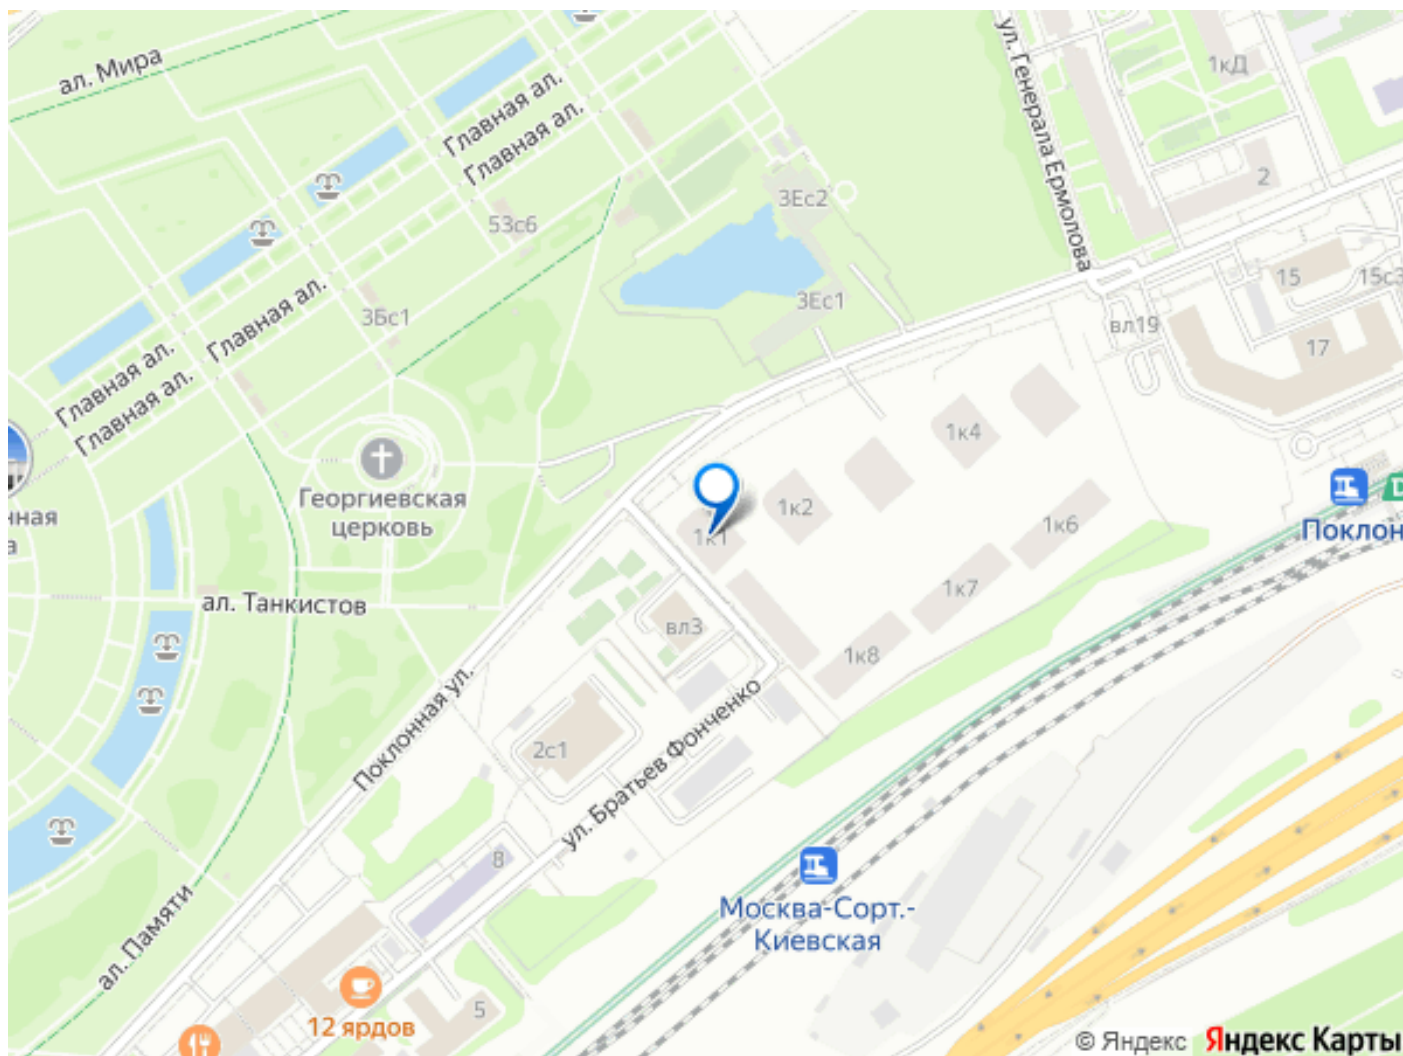 ал. Мира
Главная ал.
Главная ал.
ул. Генерала Ермолова
1кД
2
3Ес2
53с6
15
15с3
3Ес1
3Бс1
вл19
17
Главная ал.
Главная ал.
Главная ал.
1к4
Георгиевская
церковь
1к2
1к1
1к6
Поклон
нная
а
ал. Танкистов
1к7
вл3
1к8
Поклонная ул.
2с1
ул. Братьев Фонченко
8
Москва-Сорт.-
Киевская
ал. Памяти
5
12 ярдов
© Яндекс Яндекс Карты